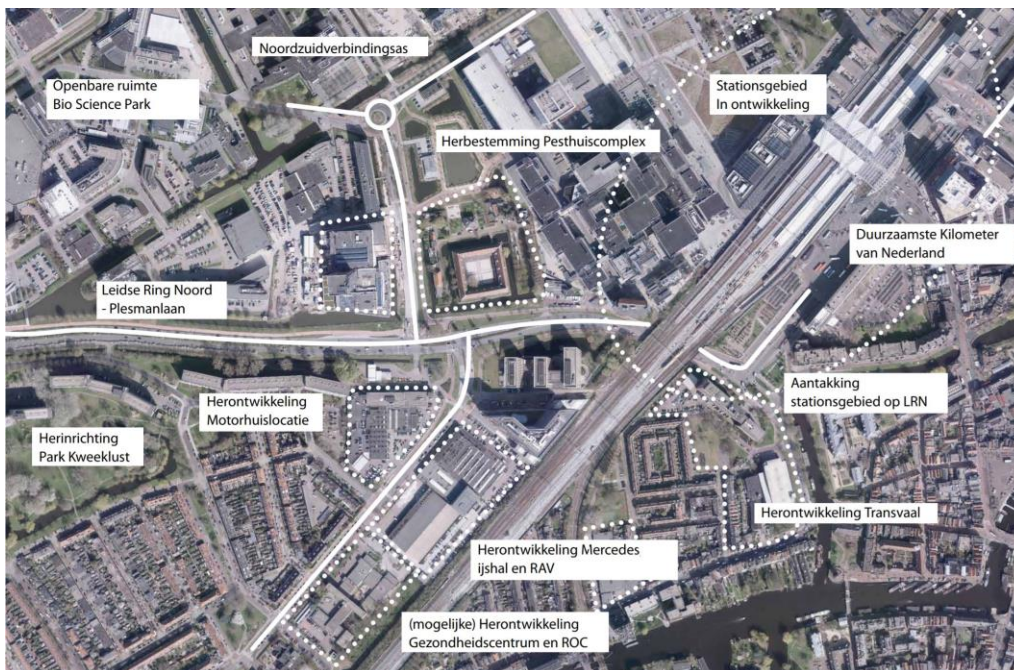 Noordzuidverbindingsas
Openbare ruimte
Bio Science Park
Stationsgebied
In ontwikkeling
Herbestemming Pesthuiscomplex
Duurzaamste Kilometer
van Nederland
Leidse Ring Noord
- Plesmanlaan
Aantakking
stationsgebied op LRN
Herontwikkeling
Motorhuislocatie
Herinrichting
Park Kweeklust
Herontwikkeling Transvaal
Herontwikkeling Mercedes
ijshal en RAV
(mogelijke) Herontwikkeling
Gezondheidscentrum en ROC